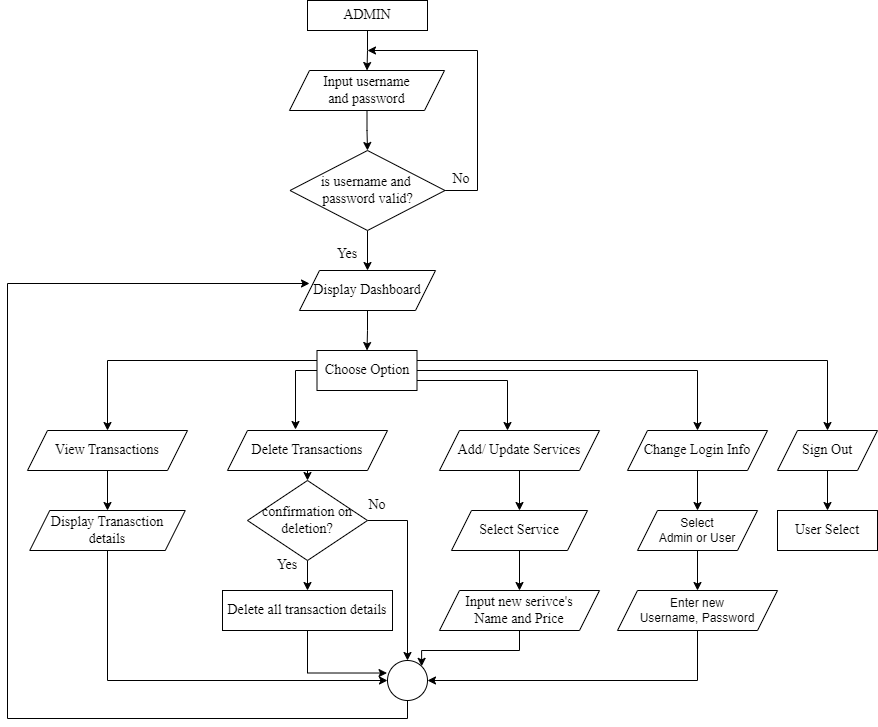 ADMIN
Input username
and password
is username and
password valid?
No
Yes
Display Dashboard
Choose Option
View Transactions
Delete Transactions
Add/ Update Services
Change Login Info
Sign Out
Display Tranasction
details
confirmation on
deletion?
No
Yes
Select Service
Select
Admin or User
User Select
Delete all transaction details
Input new serivce's
Name and Price
Enter new
Username, Password